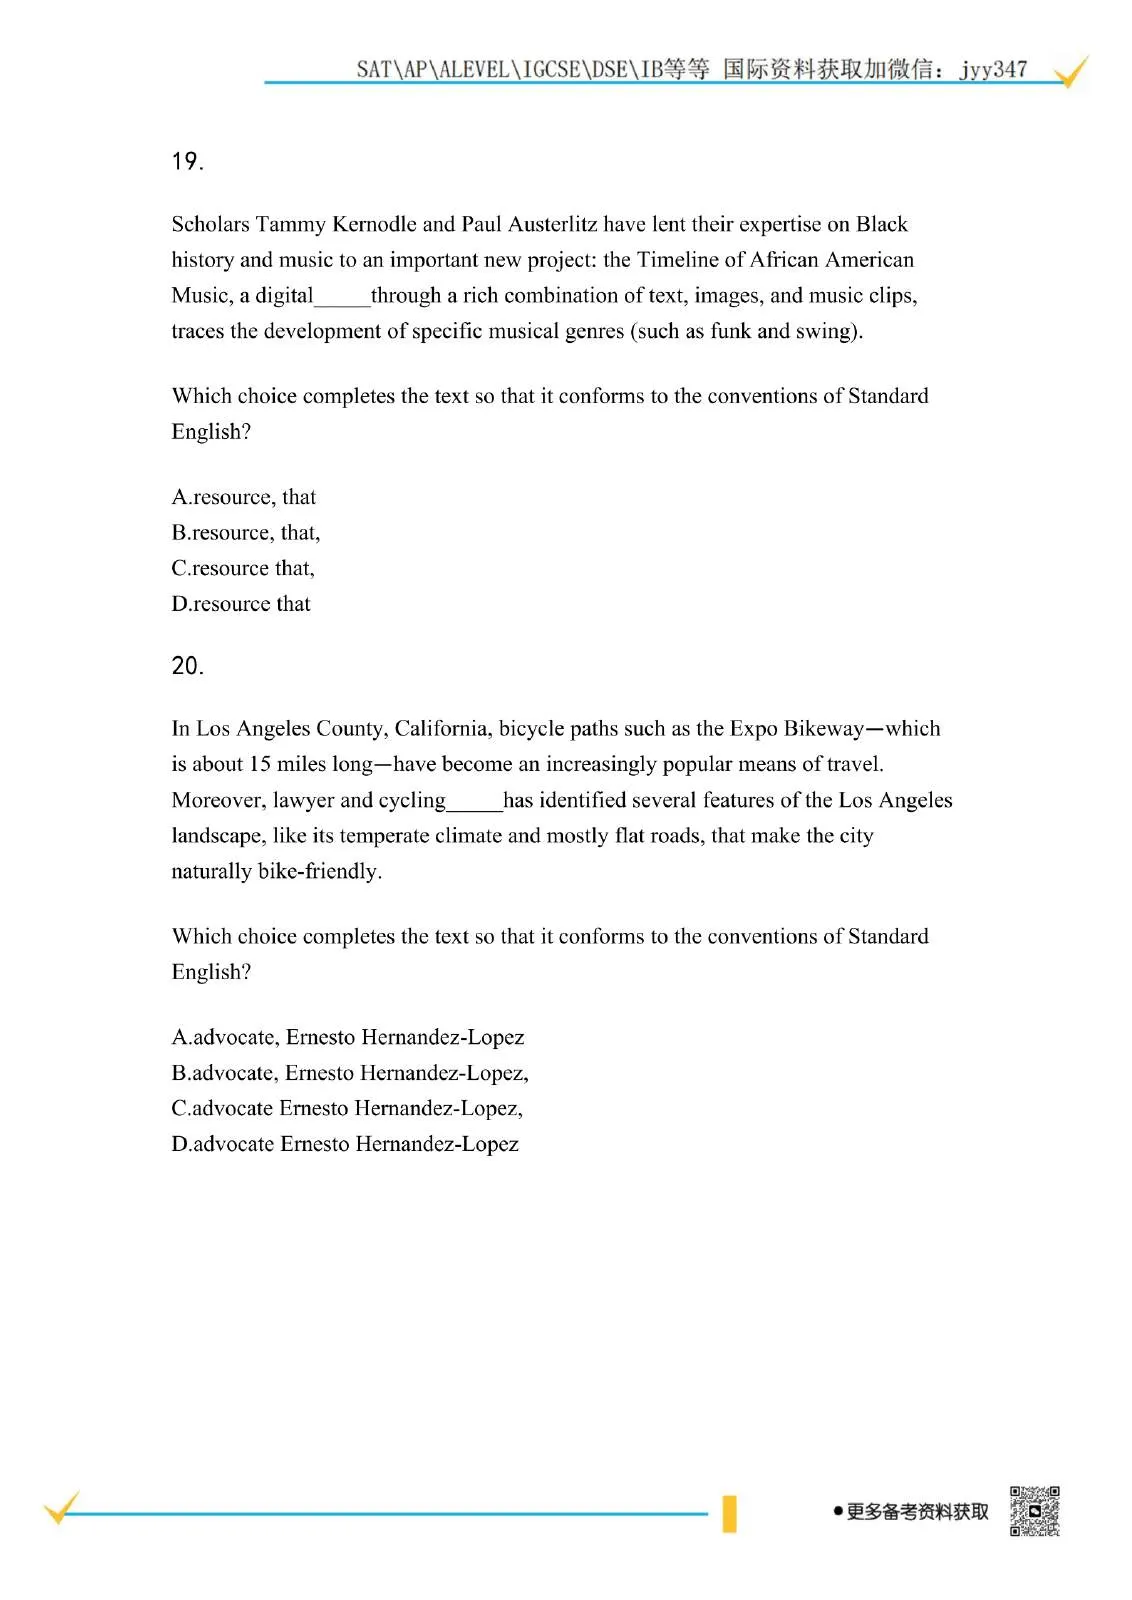 SAT\AP\ALEVEL\IGCSE\DSE\IB等等 国际资料获取加微信：jyy347
19.
Scholars Tammy Kernodle and Paul Austerlitz have lent their expertise on Black
history and music to an important new project: the Timeline of African American
Music, a digital_____through a rich combination of text, images, and music clips,
traces the development of specific musical genres (such as funk and swing).
Which choice completes the text so that it conforms to the conventions of Standard
English?
A.resource, that
B.resource, that,
C.resource that,
D.resource that
20.
In Los Angeles County, California, bicycle paths such as the Expo Bikeway—which
is about 15 miles long—have become an increasingly popular means of travel.
Moreover, lawyer and cycling_____has identified several features of the Los Angeles
landscape, like its temperate climate and mostly flat roads, that make the city
naturally bike-friendly.
Which choice completes the text so that it conforms to the conventions of Standard
English?
A.advocate, Ernesto Hernandez-Lopez
B.advocate, Ernesto Hernandez-Lopez,
C.advocate Ernesto Hernandez-Lopez,
D.advocate Ernesto Hernandez-Lopez
●更多备考资料获取